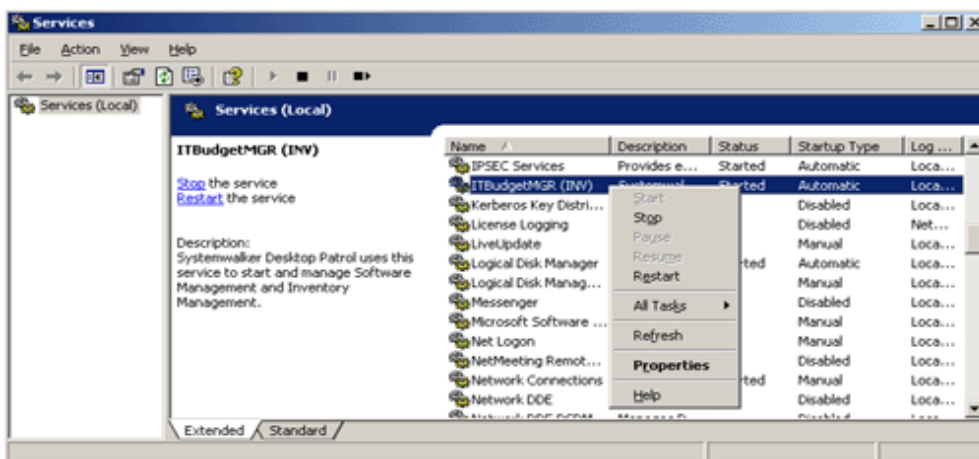 Services
File Action View Help
Services (Local)
Services (Local)
ITBudgetMGR (INV)
Stop the service
Restart the service
Description:
Systemwalker Desktop Patrol uses this
service to start and manage Software
Management and Inventory
Management.
Name Description Status Startup Type Log ...
IPSEC Services Provides e... Started Automatic Loca...
ITBudgetMGR (INV) Started Automatic Loca...
Kerberos Key Distri... Disabled Loca...
License Logging Disabled Net...
LiveUpdate Manual Loca...
Logical Disk Manager Automatic Loca...
Logical Disk Manag... Manual Loca...
Messenger Disabled Loca...
Microsoft Software ... Manual Loca...
Net Logon Manual Loca...
NetMeeting Remot... Disabled Loca...
Network Connections Manual Loca...
Network DDE Disabled Loca...
Start
Stop
Pause
Resume
Restart
All Tasks
Refresh
Properties
Help
Extended Standard